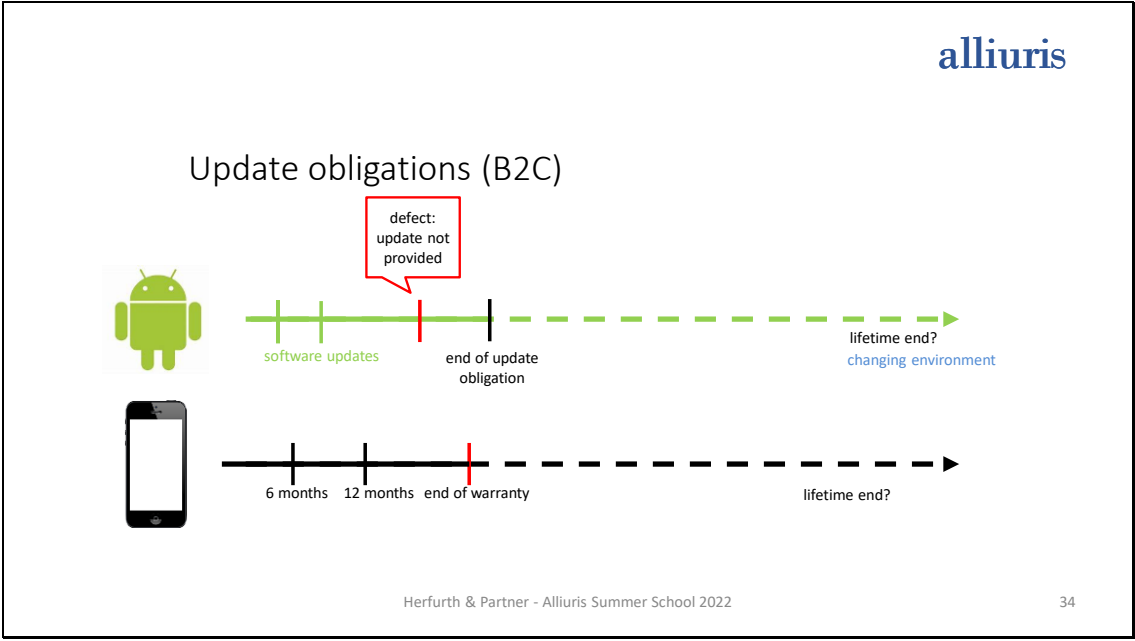 alliuris
Update obligations (B2C)
defect:
update not
provided
software updates
end of update
obligation
lifetime end?
changing environment
6 months
12 months
end of warranty
lifetime end?
Herfurth & Partner - Alliuris Summer School 2022
34